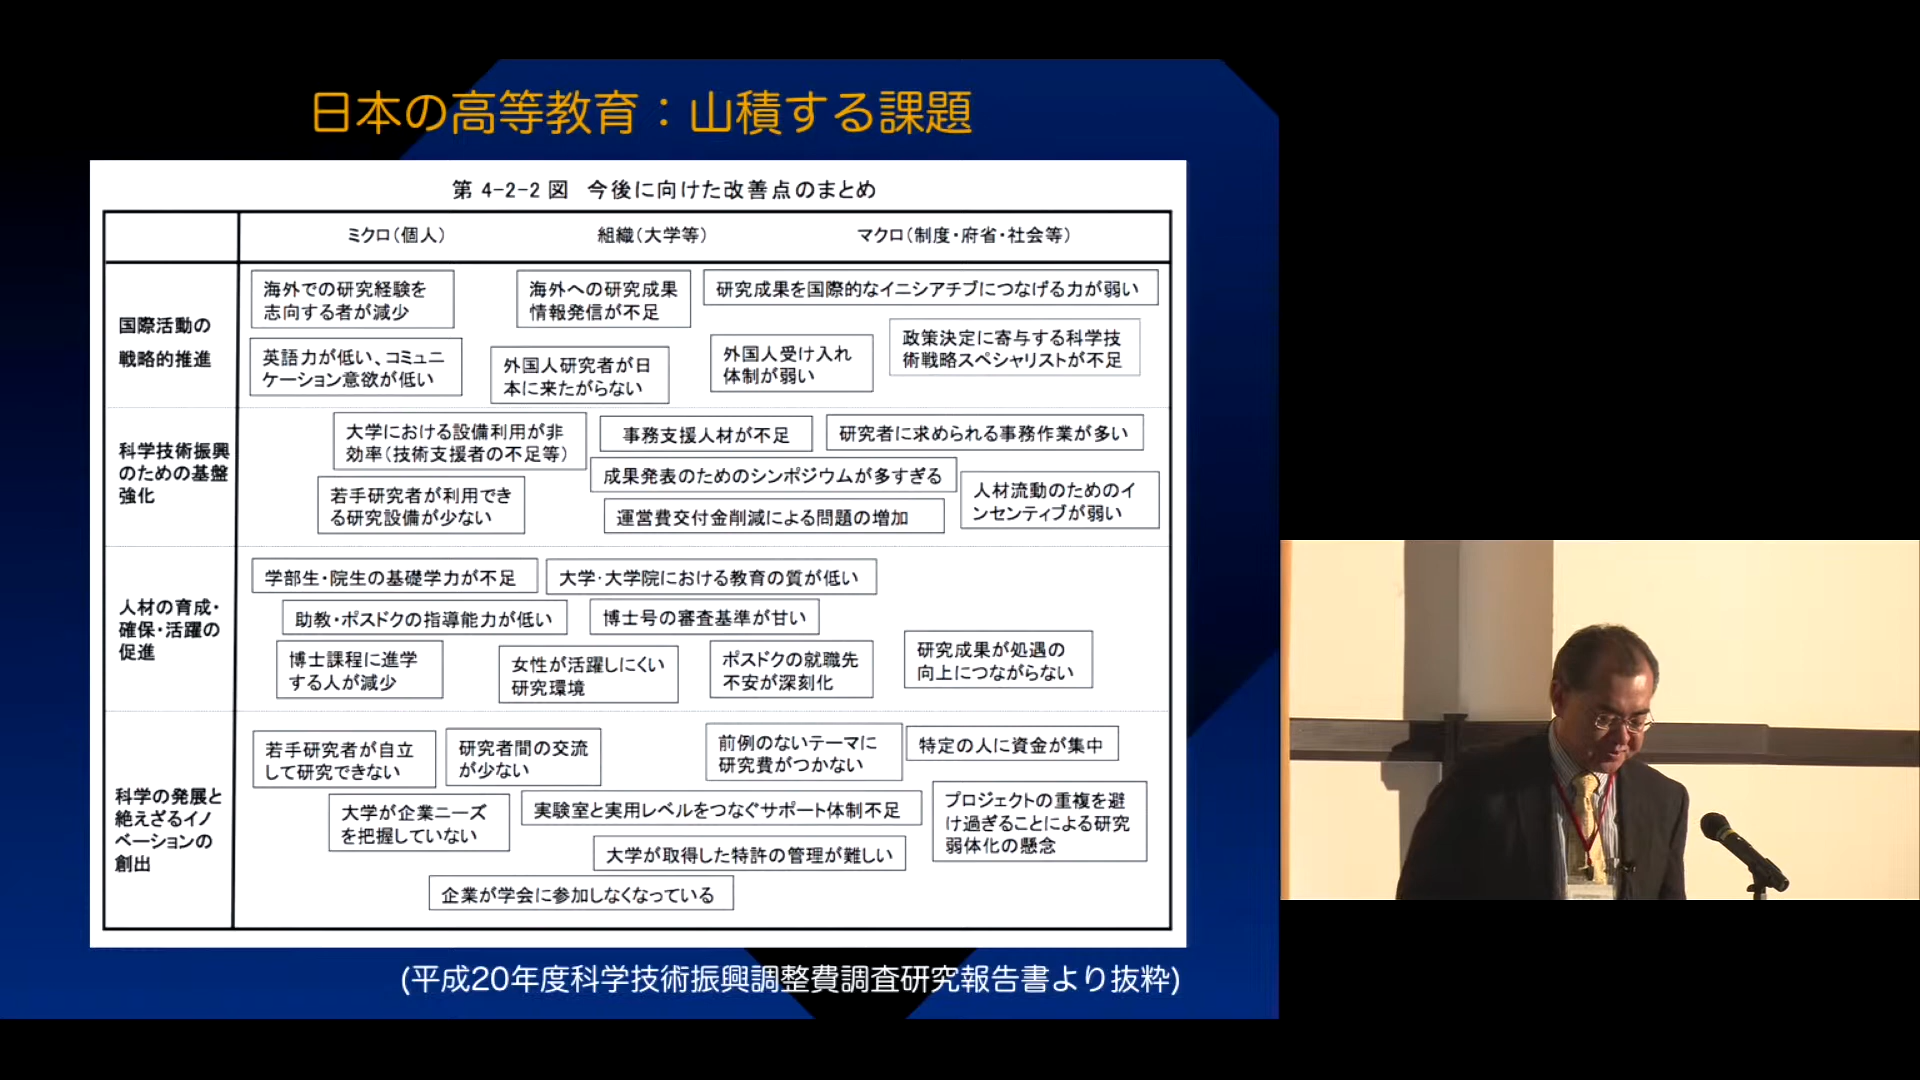 日本の高等教育：山積する課題
第 4-2-2 図 今後に向けた改善点のまとめ
ミクロ(個人) 組織(大学等) マクロ(制度・府省・社会等)
国際活動の
戦略的推進
海外での研究経験を
志向する者が減少
海外への研究成果
情報発信が不足
研究成果を国際的なイニシアチブにつなげる力が弱い
英語力が低い、コミュニ
ケーション意欲が低い
外国人研究者が日
本に来たがらない
外国人受け入れ
体制が弱い
政策決定に寄与する科学技
術戦略スペシャリストが不足
科学技術振興
のための基盤
強化
大学における設備利用が非
効率(技術支援者の不足等)
事務支援人材が不足
研究者に求められる事務作業が多い
成果発表のためのシンポジウムが多すぎる
若手研究者が利用でき
る研究設備が少ない
運営費交付金削減による問題の増加
人材流動のためのイ
ンセンティブが弱い
人材の育成・
確保・活躍の
促進
学部生・院生の基礎学力が不足
大学・大学院における教育の質が低い
助教・ポスドクの指導能力が低い
博士号の審査基準が甘い
博士課程に進学
する人が減少
女性が活躍しにくい
研究環境
ポスドクの就職先
不安が深刻化
研究成果が処遇の
向上につながらない
科学の発展と
絶えざるイノ
ベーションの
創出
若手研究者が自立
して研究できない
研究者間の交流
が少ない
前例のないテーマに
研究費がつかない
特定の人に資金が集中
大学が企業ニーズ
を把握していない
実験室と実用レベルをつなぐサポート体制不足
プロジェクトの重複を避
け過ぎることによる研究
弱体化の懸念
大学が取得した特許の管理が難しい
企業が学会に参加しなくなっている
(平成20年度科学技術振興調整費調査研究報告書より抜粋)